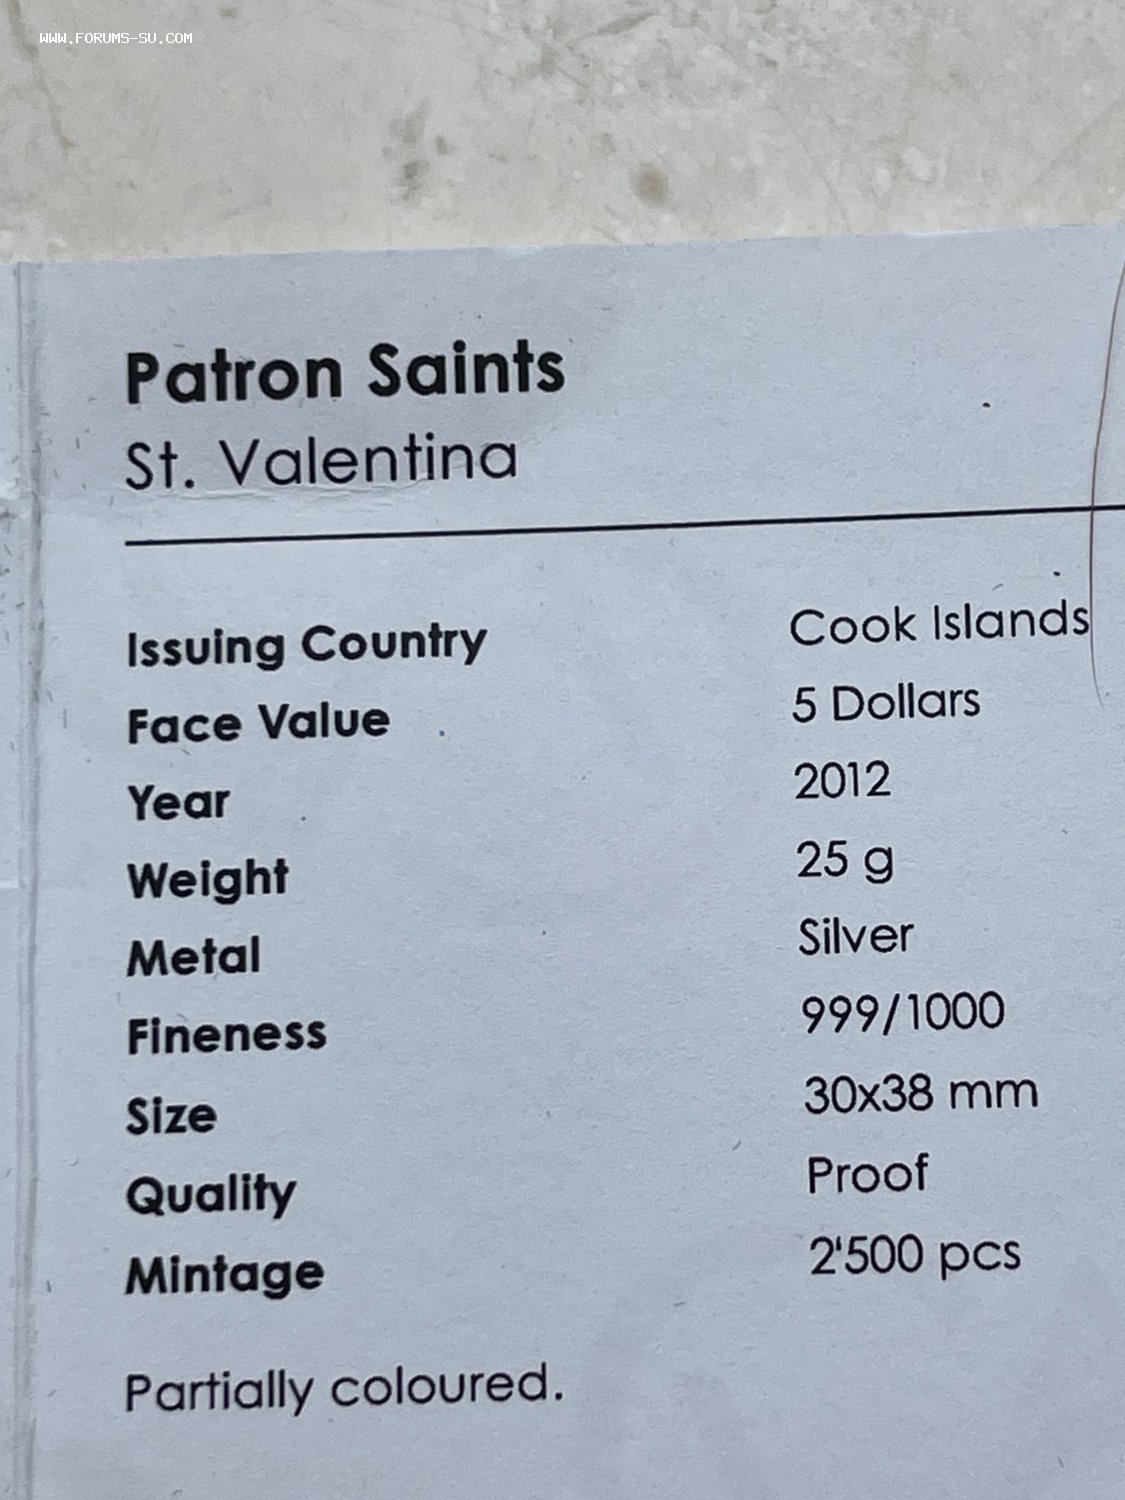 WWW.FORUMS-SU.COM
Patron Saints
St. Valentina
Issuing Country Cook Islands
Face Value 5 Dollars
Year 2012
Weight 25 g
Metal Silver
Fineness 999/1000
Size 30x38 mm
Quality Proof
Mintage 2'500 pcs
Partially coloured.